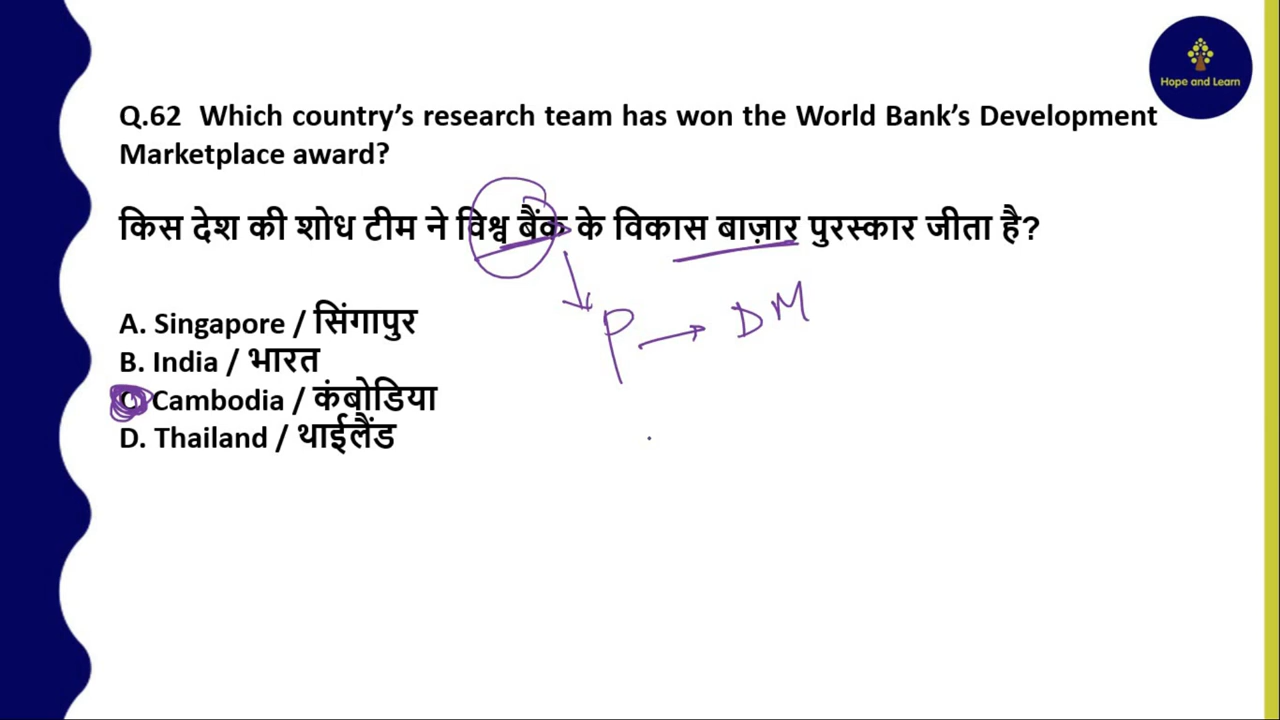 Hope and Learn
Q.62 Which country’s research team has won the World Bank’s Development
Marketplace award?
किस देश की शोध टीम ने विश्व बैंक के विकास बाज़ार पुरस्कार जीता है?
P → DM
A. Singapore / सिंगापुर
B. India / भारत
C. Cambodia / कंबोडिया
D. Thailand / थाईलैंड